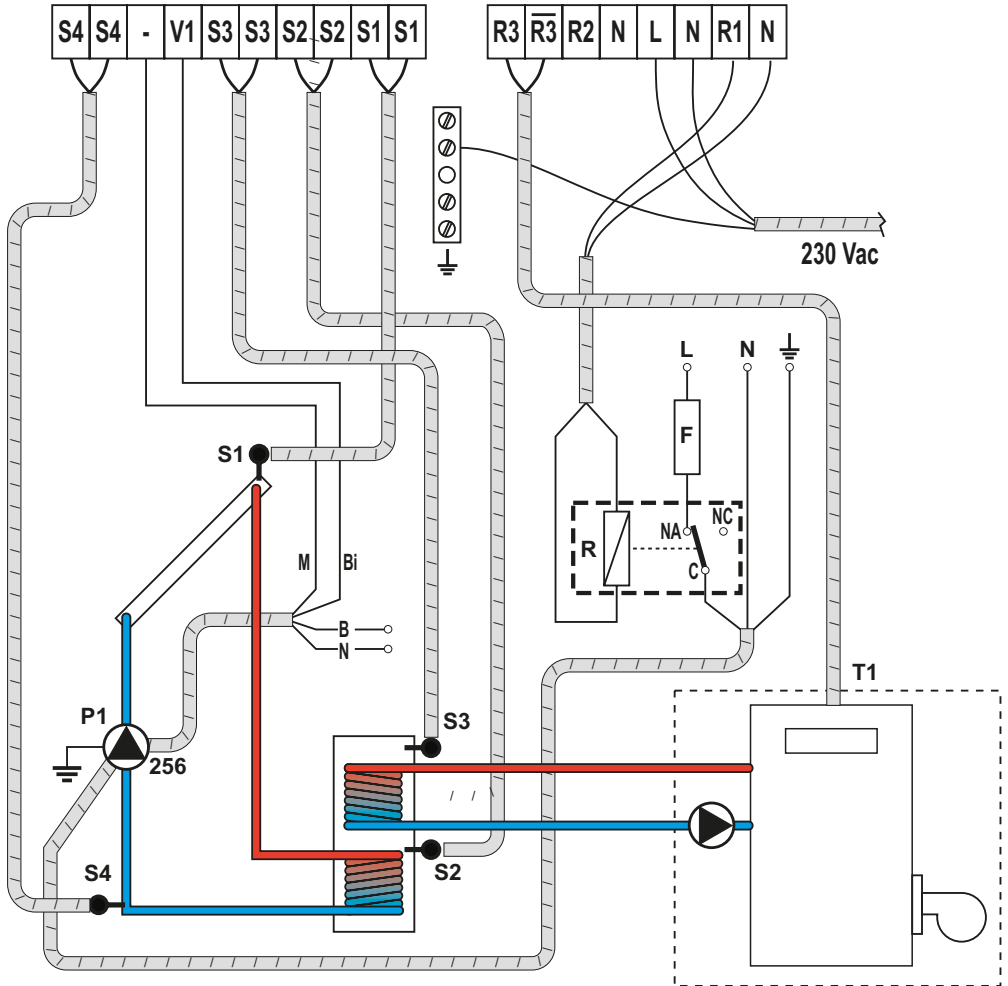 S4 S4 - V1 S3 S3 S2 S2 S1 S1
R3 R3 R2 N L N R1 N
230 Vac
L N
F
S1
NA NC
R
C
M Bi
B
N
T1
P1
S3
256
S4
S2